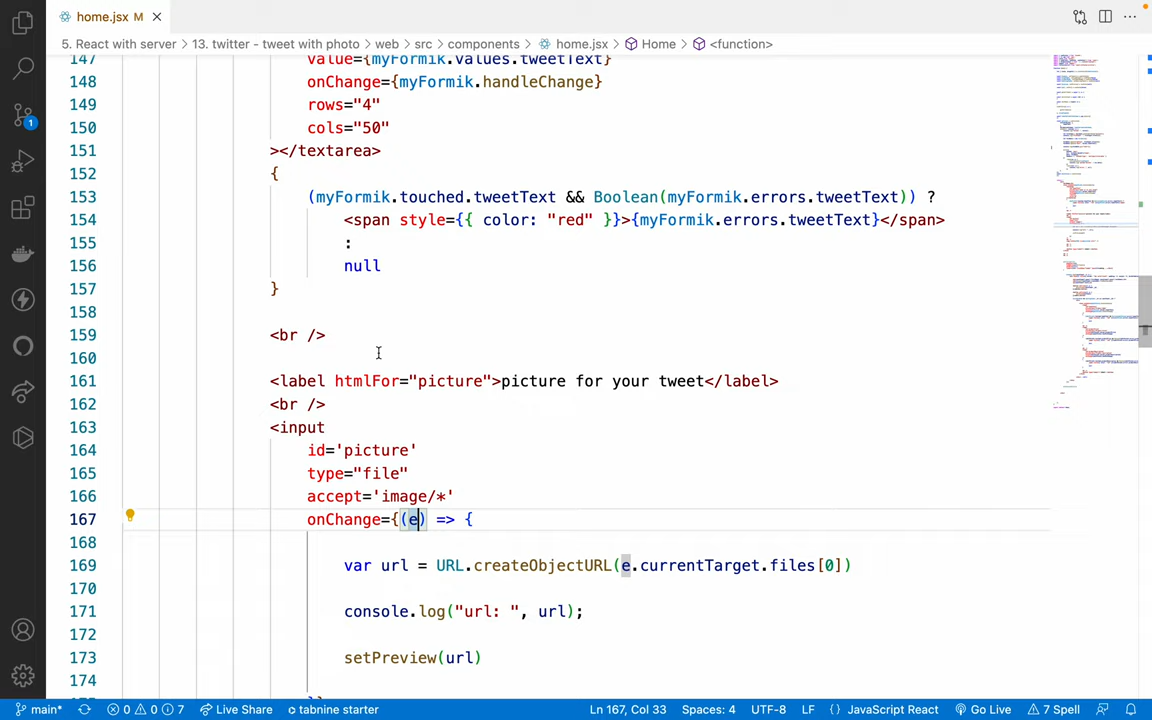 home.jsx M
5. React with server > 13. twitter - tweet with photo > web > src > components > home.jsx > Home > <function>
147 value={myFormik.values.tweetText}
148 onChange={myFormik.handleChange}
149 rows="4"
150 cols="50"
151 ></textarea>
152 {
153 (myFormik.touched.tweetText && Boolean(myFormik.errors.tweetText)) ?
154 <span style={{ color: "red" }}>{myFormik.errors.tweetText}</span>
155 :
156 null
157 }
158
159 <br />
160
161 <label htmlFor="picture">picture for your tweet</label>
162 <br />
163 <input
164 id='picture'
165 type="file"
166 accept='image/*'
167 onChange={(e) => {
168
169 var url = URL.createObjectURL(e.currentTarget.files[0])
170
171 console.log("url: ", url);
172
173 setPreview(url)
174
1
main* 0 0 7 Live Share tabnine starter Ln 167, Col 33 Spaces: 4 UTF-8 LF {} JavaScript React Go Live 7 Spell